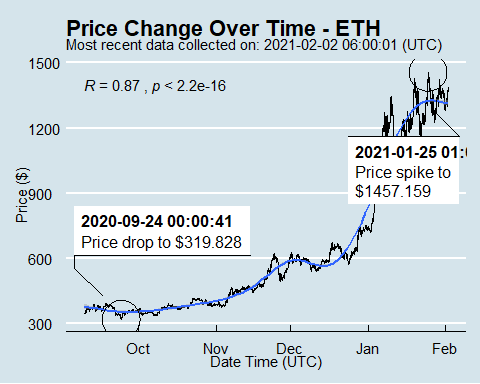 Price Change Over Time - ETH
Most recent data collected on: 2021-02-02 06:00:01 (UTC)
R = 0.87 , p < 2.2e-16
1500
1200
900
600
300
Price ($)
2021-01-25 01:0
Price spike to
$1457.159
2020-09-24 00:00:41
Price drop to $319.828
Oct
Nov
Dec
Jan
Feb
Date Time (UTC)